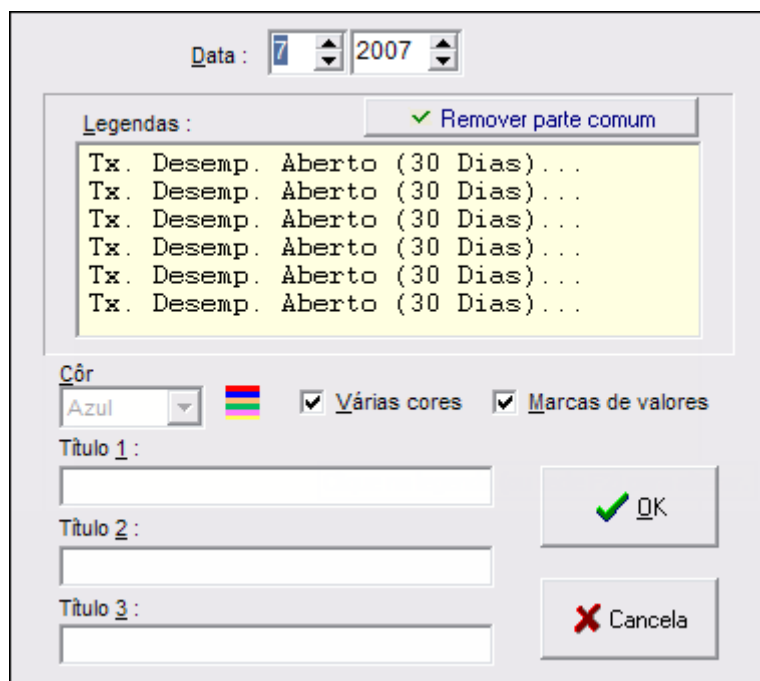 Data : 7 2007
Legendas : Remover parte comum
Tx. Desemp. Aberto (30 Dias)...
Tx. Desemp. Aberto (30 Dias)...
Tx. Desemp. Aberto (30 Dias)...
Tx. Desemp. Aberto (30 Dias)...
Tx. Desemp. Aberto (30 Dias)...
Tx. Desemp. Aberto (30 Dias)...
Côr
Azul Várias cores Marcas de valores
Título 1 :
OK
Título 2 :
Título 3 :
Cancela